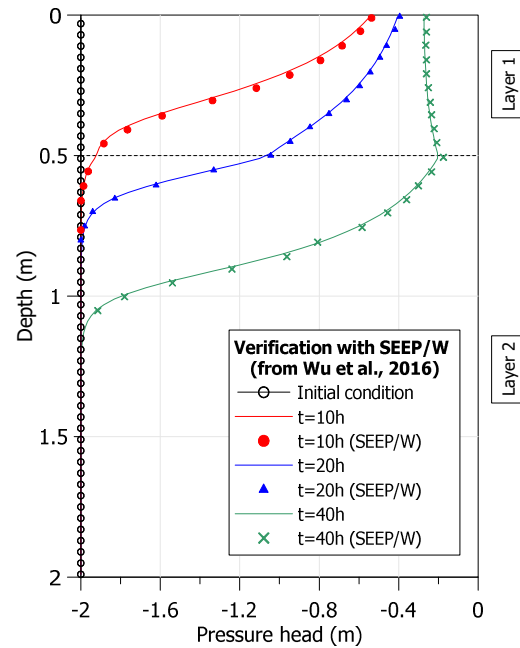 0
0.5
1
1.5
2
Depth (m)
-2
-1.6
-1.2
-0.8
-0.4
0
Pressure head (m)
Layer 1
Layer 2
Verification with SEEP/W
(from Wu et al., 2016)
Initial condition
t=10h
t=10h (SEEP/W)
t=20h
t=20h (SEEP/W)
t=40h
t=40h (SEEP/W)